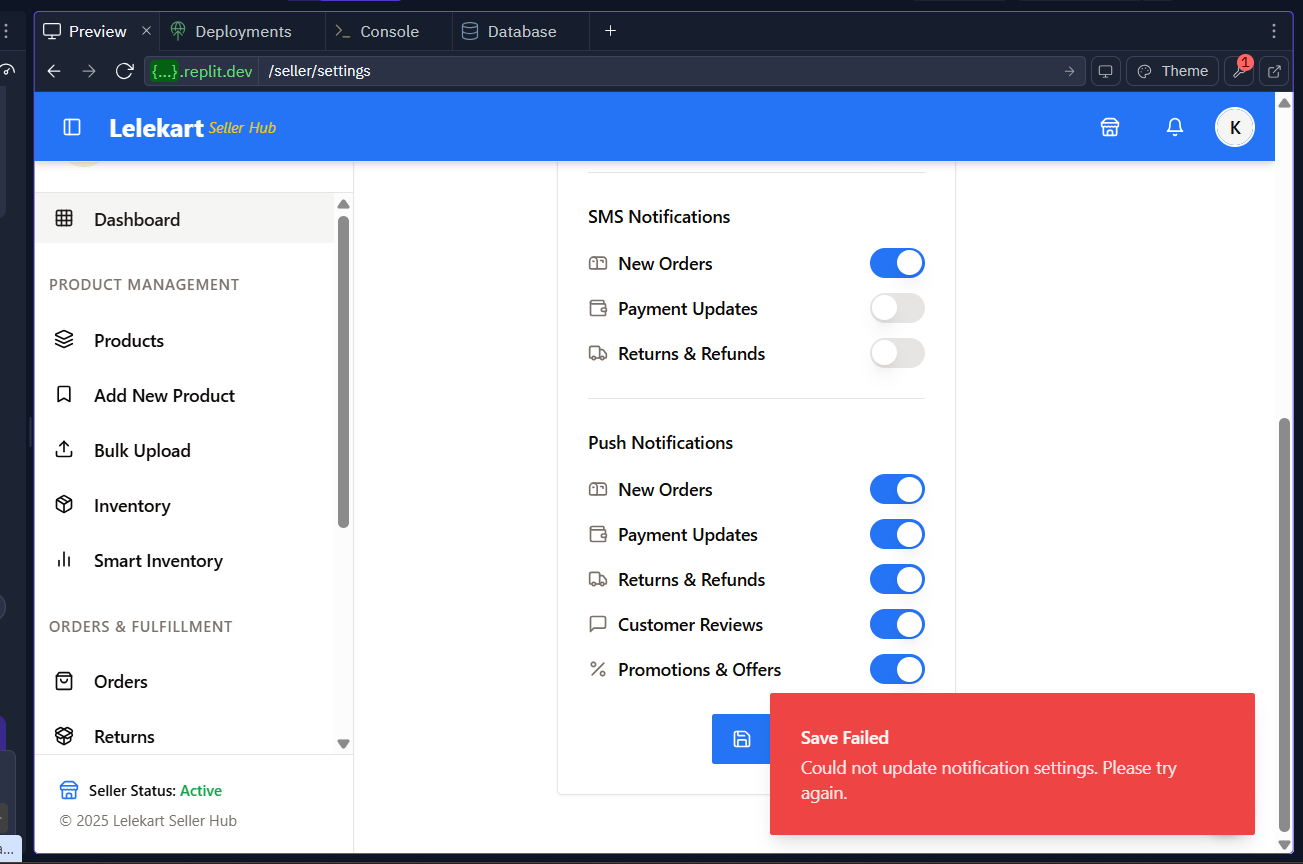 Preview
Deployments
Console
Database
{...}.replit.dev
/seller/settings
Theme
1
Lelekart Seller Hub
K
Dashboard
PRODUCT MANAGEMENT
Products
Add New Product
Bulk Upload
Inventory
Smart Inventory
ORDERS & FULFILLMENT
Orders
Returns
Seller Status: Active
© 2025 Lelekart Seller Hub
SMS Notifications
New Orders
Payment Updates
Returns & Refunds
Push Notifications
New Orders
Payment Updates
Returns & Refunds
Customer Reviews
Promotions & Offers
Save Failed
Could not update notification settings. Please try
again.